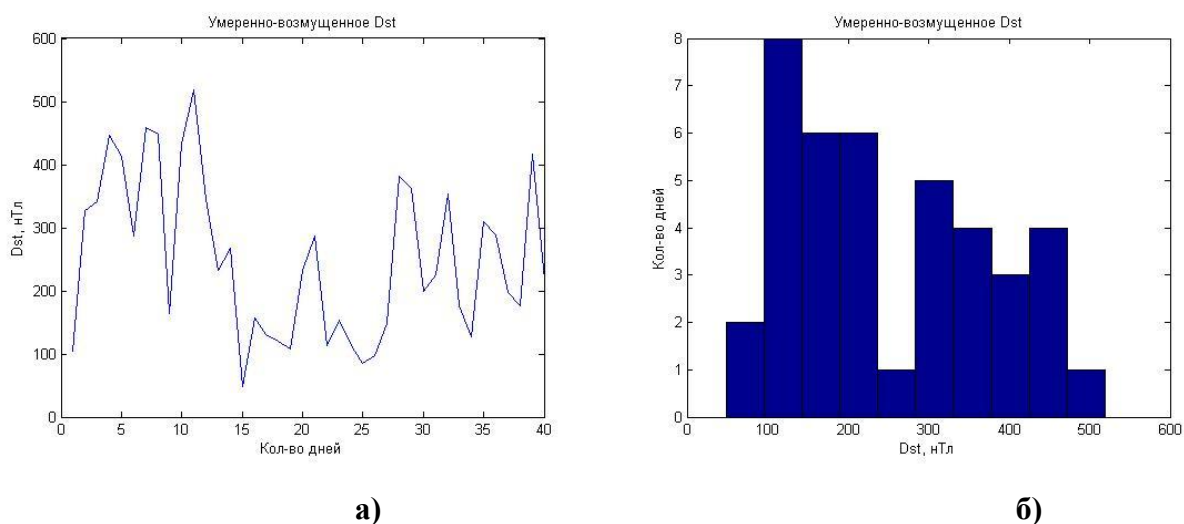 Умеренно-возмущенное Dst
600
500
400
300
200
100
0
Dst, нТл
0 5 10 15 20 25 30 35 40
Кол-во дней
а)
Умеренно-возмущенное Dst
8
7
6
5
4
3
2
1
0
Кол-во дней
0 100 200 300 400 500 600
Dst, нТл
б)